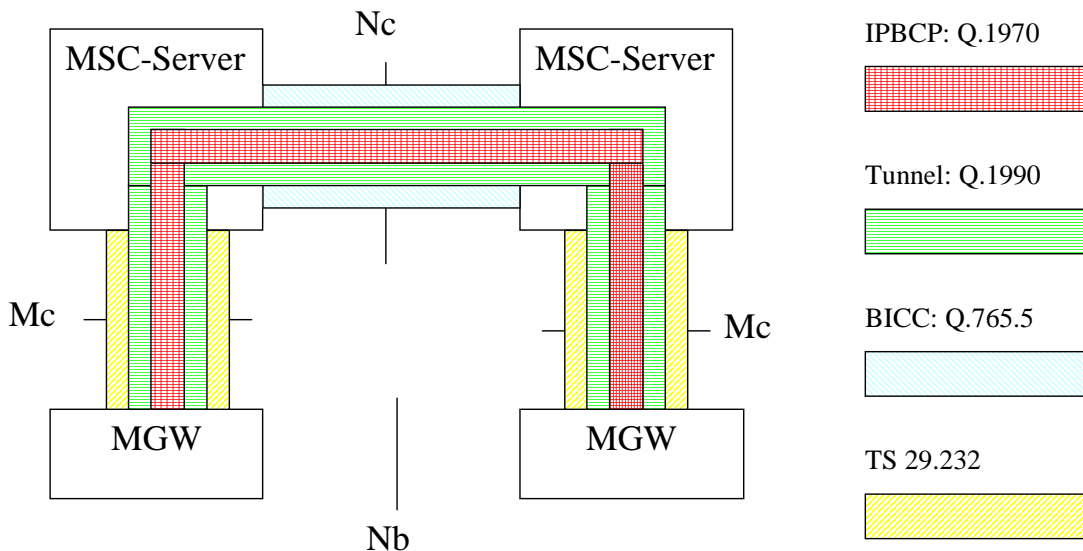 Nc
IPBCP: Q.1970
MSC-Server
MSC-Server
Tunnel: Q.1990
Mc
Mc
BICC: Q.765.5
MGW
MGW
TS 29.232
Nb